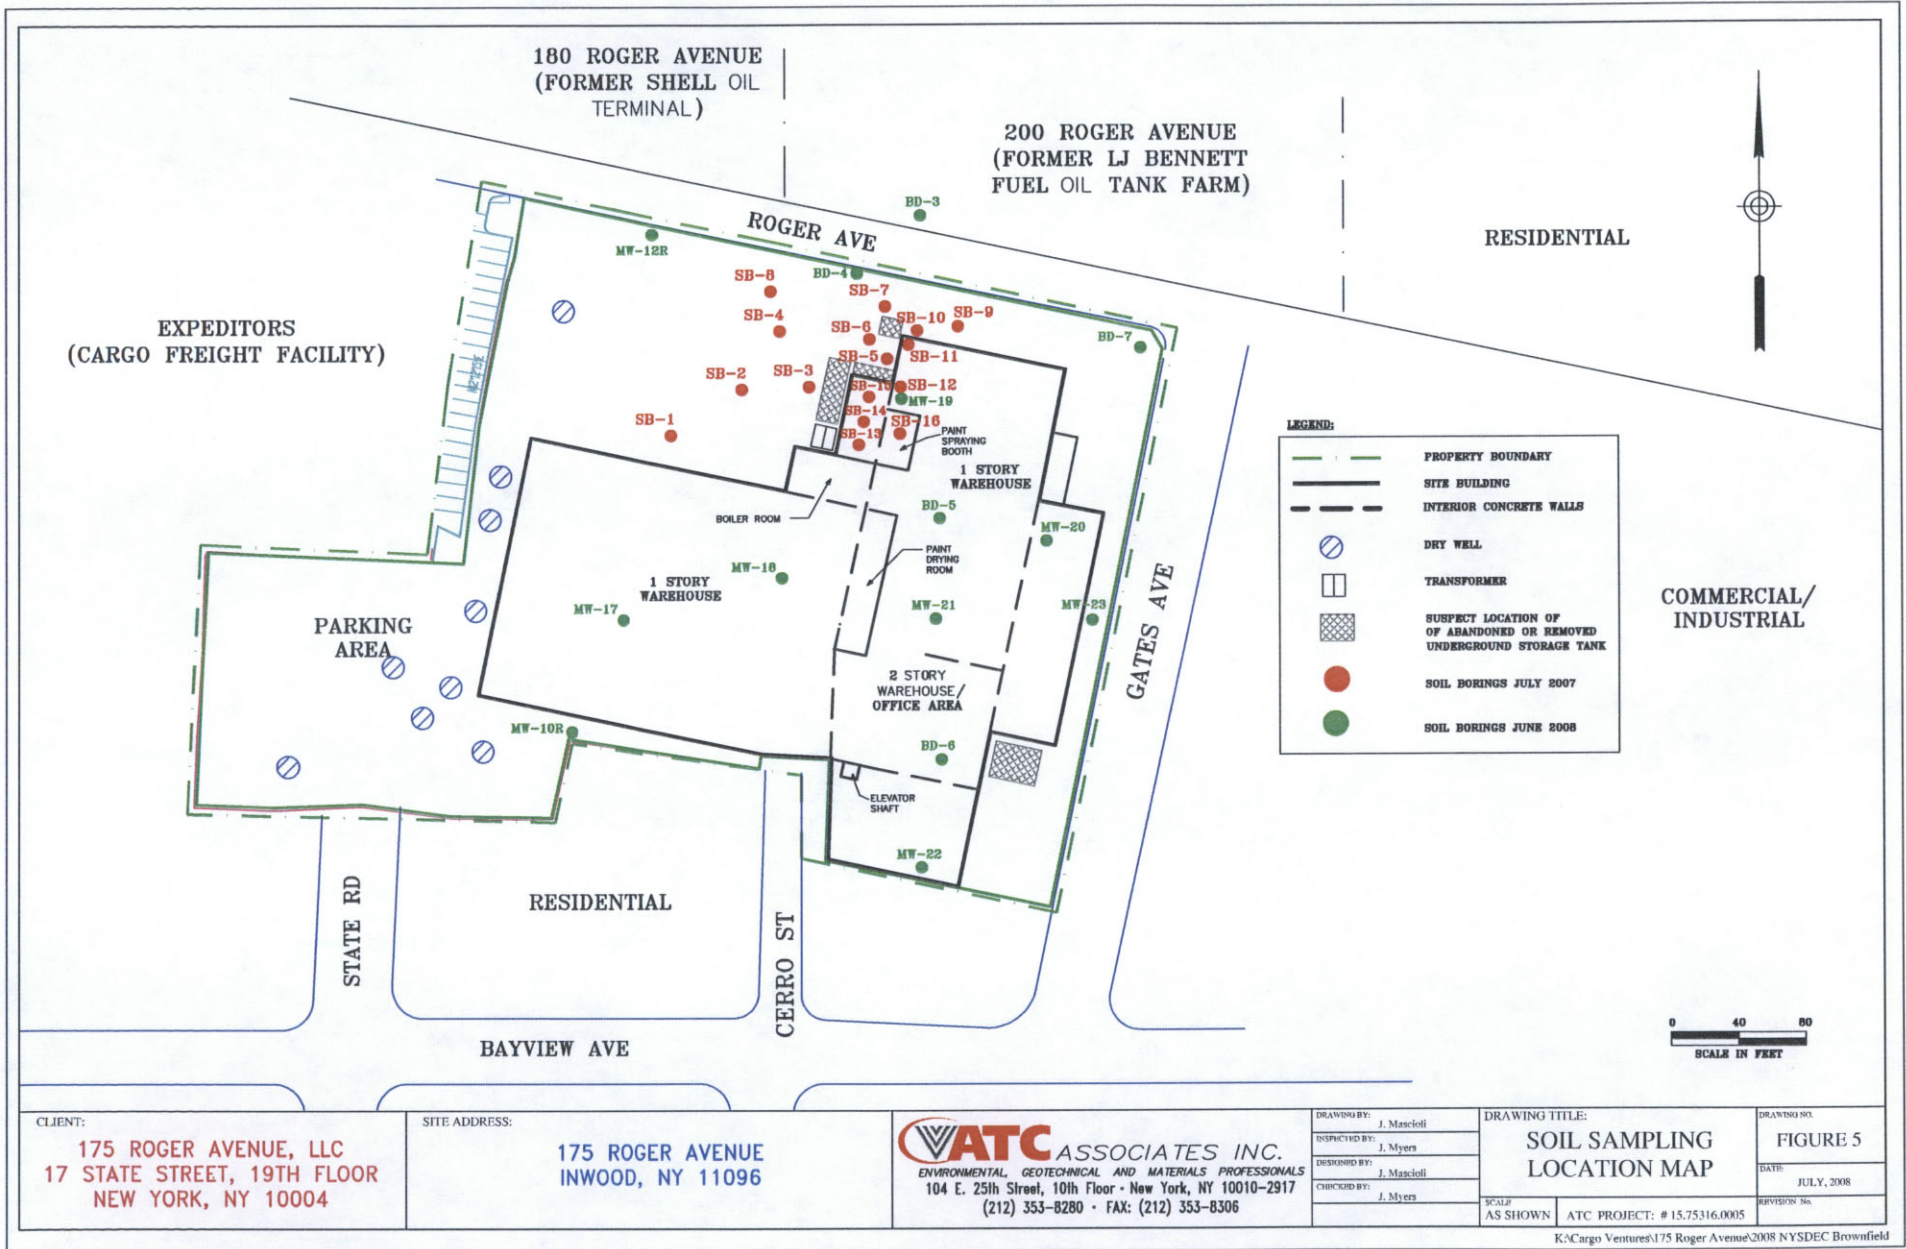 180 ROGER AVENUE
(FORMER SHELL OIL
TERMINAL)
200 ROGER AVENUE
(FORMER LJ BENNETT
FUEL OIL TANK FARM)
RESIDENTIAL
BD-3
ROGER AVE
MW-12R
BD-4
SB-8
SB-7
SB-4
SB-6
SB-10
SB-9
BD-7
EXPEDITORS
(CARGO FREIGHT FACILITY)
SB-5
SB-11
SB-2
SB-3
SB-15
SB-12
MW-19
SB-1
SB-14
SB-16
SB-13
PAINT
SPRAYING
BOOTH
1 STORY
WAREHOUSE
BOILER ROOM
BD-5
MW-20
PAINT
DRYING
ROOM
MW-18
1 STORY
WAREHOUSE
MW-17
MW-21
MW-23
PARKING
AREA
2 STORY
WAREHOUSE/
OFFICE AREA
GATES AVE
MW-10R
BD-6
ELEVATOR
SHAFT
MW-22
LEGEND:
PROPERTY BOUNDARY
SITE BUILDING
INTERIOR CONCRETE WALLS
DRY WELL
TRANSFORMER
SUSPECT LOCATION OF
OF ABANDONED OR REMOVED
UNDERGROUND STORAGE TANK
SOIL BORINGS JULY 2007
SOIL BORINGS JUNE 2008
COMMERCIAL/
INDUSTRIAL
STATE RD
RESIDENTIAL
CERRO ST
BAYVIEW AVE
0 40 80
SCALE IN FEET
CLIENT:
175 ROGER AVENUE, LLC
17 STATE STREET, 19TH FLOOR
NEW YORK, NY 10004
SITE ADDRESS:
175 ROGER AVENUE
INWOOD, NY 11096
ATC ASSOCIATES INC.
ENVIRONMENTAL, GEOTECHNICAL AND MATERIALS PROFESSIONALS
104 E. 25th Street, 10th Floor · New York, NY 10010-2917
(212) 353-8280 · FAX: (212) 353-8306
DRAWING BY:
J. Mascioli
INSPECTED BY:
J. Myers
DESIGNED BY:
J. Mascioli
CHECKED BY:
J. Myers
DRAWING TITLE:
SOIL SAMPLING
LOCATION MAP
SCALE
AS SHOWN
ATC PROJECT: # 15.75316.0005
DRAWING NO.
FIGURE 5
DATE:
JULY, 2008
REVISION No.
K:\Cargo Ventures\175 Roger Avenue\2008 NYSDEC Brownfield